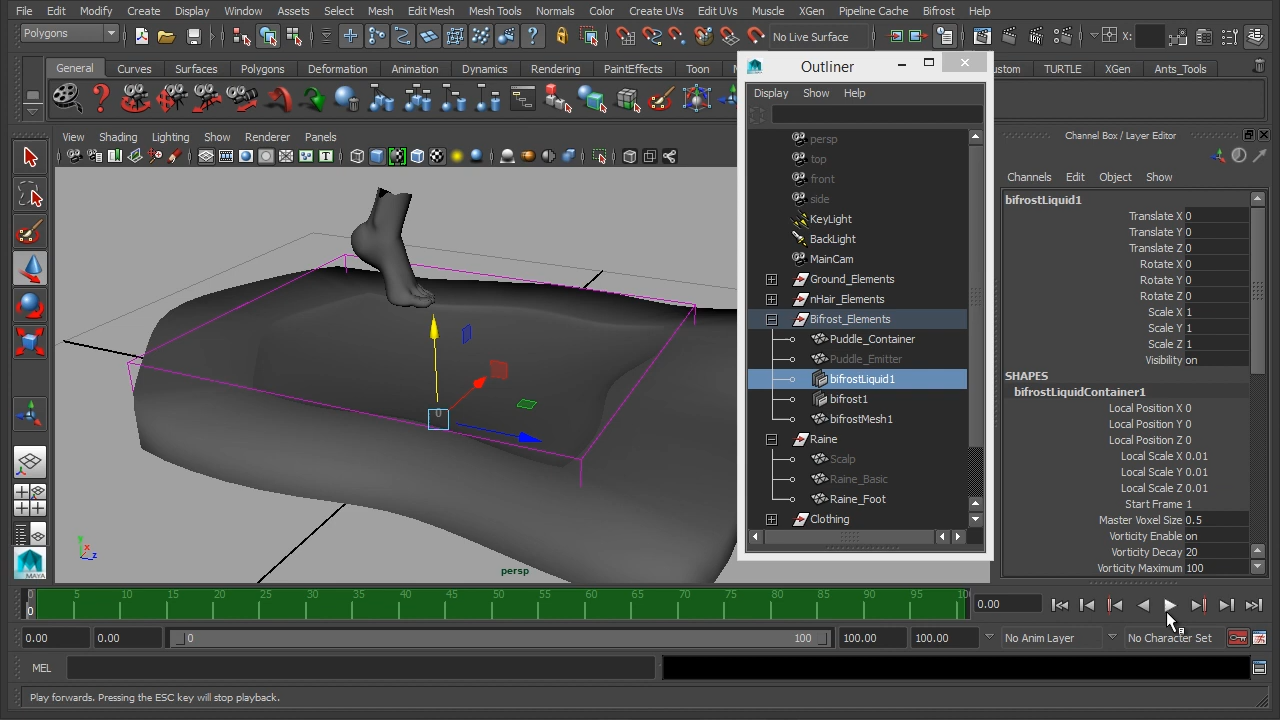 File Edit Modify Create Display Window Assets Select Mesh Edit Mesh Mesh Tools Normals Color Create UVs Edit UVs Muscle XGen Pipeline Cache Bifrost Help
Polygons No Live Surface X:
General Curves Surfaces Polygons Deformation Animation Dynamics Rendering PaintEffects Toon ustom TURTLE XGen Ants_Tools
View Shading Lighting Show Renderer Panels
Outliner
Display Show Help
persp
top
front
side
KeyLight
BackLight
MainCam
Ground_Elements
nHair_Elements
Bifrost_Elements
Puddle_Container
Puddle_Emitter
bifrostLiquid1
bifrost1
bifrostMesh1
Raine
Scalp
Raine_Basic
Raine_Foot
Clothing
Channel Box / Layer Editor
Channels Edit Object Show
bifrostLiquid1
Translate X 0
Translate Y 0
Translate Z 0
Rotate X 0
Rotate Y 0
Rotate Z 0
Scale X 1
Scale Y 1
Scale Z 1
Visibility on
SHAPES
bifrostLiquidContainer1
Local Position X 0
Local Position Y 0
Local Position Z 0
Local Scale X 0.01
Local Scale Y 0.01
Local Scale Z 0.01
Start Frame 1
Master Voxel Size 0.5
Vorticity Enable on
Vorticity Decay 20
Vorticity Maximum 100
y x z
persp
MAYA
0 5 10 15 20 25 30 35 40 45 50 55 60 65 70 75 80 85 90 95 10
0 0.00
0.00 0.00 0 100 100.00 100.00 No Anim Layer No Character Set
MEL
Play forwards. Pressing the ESC key will stop playback.